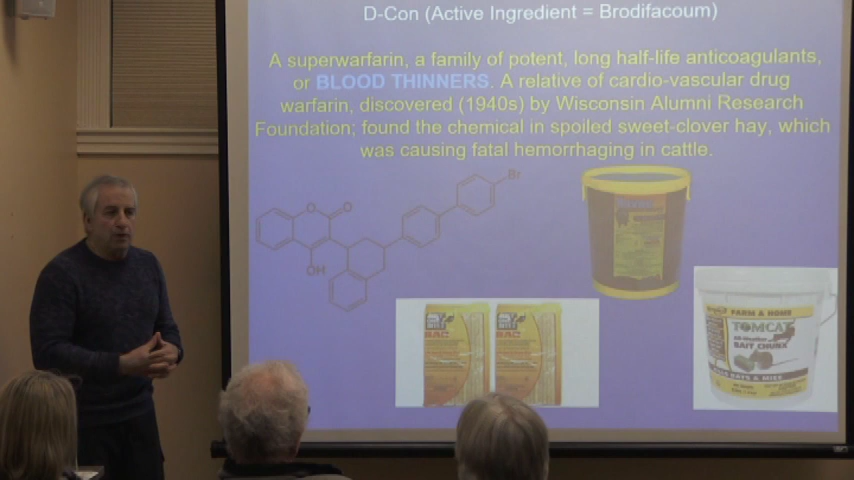 D-Con (Active Ingredient = Brodifacoum)
A superwarfarin, a family of potent, long half-life anticoagulants,
or BLOOD THINNERS. A relative of cardio-vascular drug
warfarin, discovered (1940s) by Wisconsin Alumni Research
Foundation; found the chemical in spoiled sweet-clover hay, which
was causing fatal hemorrhaging in cattle.
Br
O
O
OH
FARM & HOME
TOMCAT
BAIT CHUNX
RATS & MICE